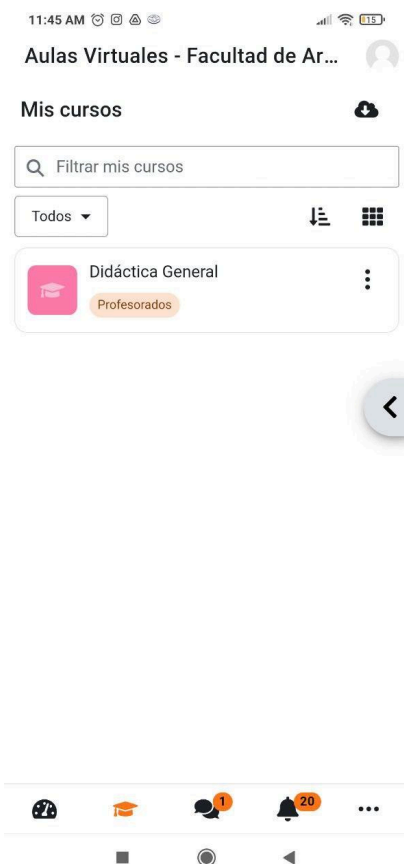 11:45 AM
15
Aulas Virtuales - Facultad de Ar...
Mis cursos
Filtrar mis cursos
Todos
Didáctica General
Profesorados
1
20